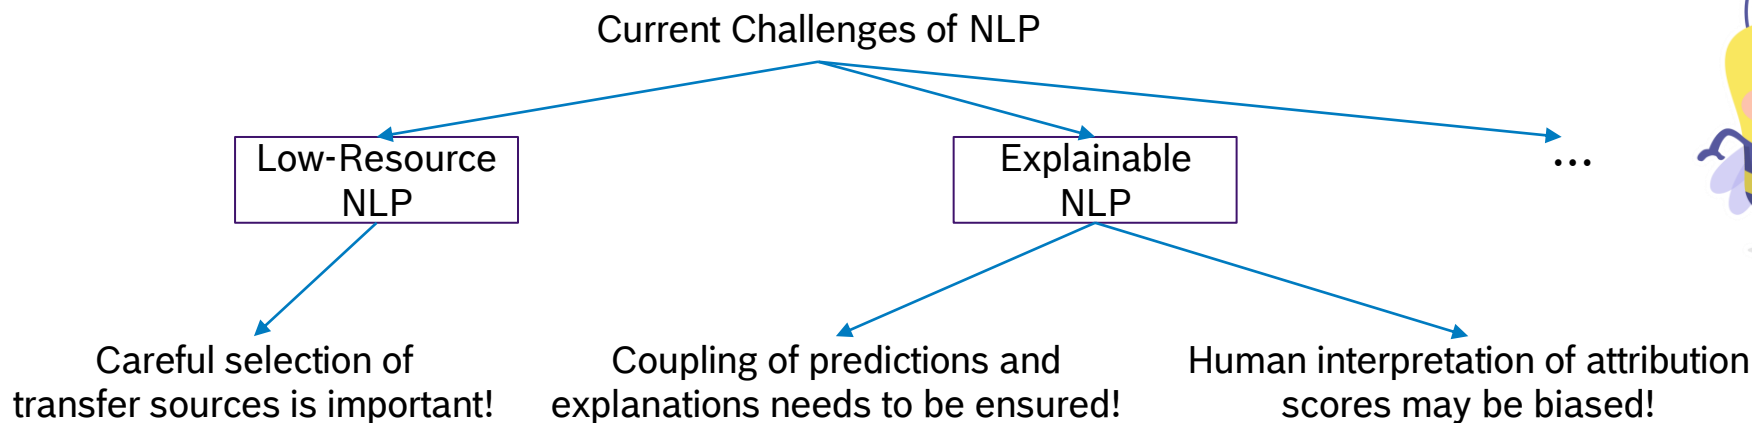 Current Challenges of NLP
Low-Resource
NLP
Explainable
NLP
...
Careful selection of
transfer sources is important!
Coupling of predictions and
explanations needs to be ensured!
Human interpretation of attribution
scores may be biased!